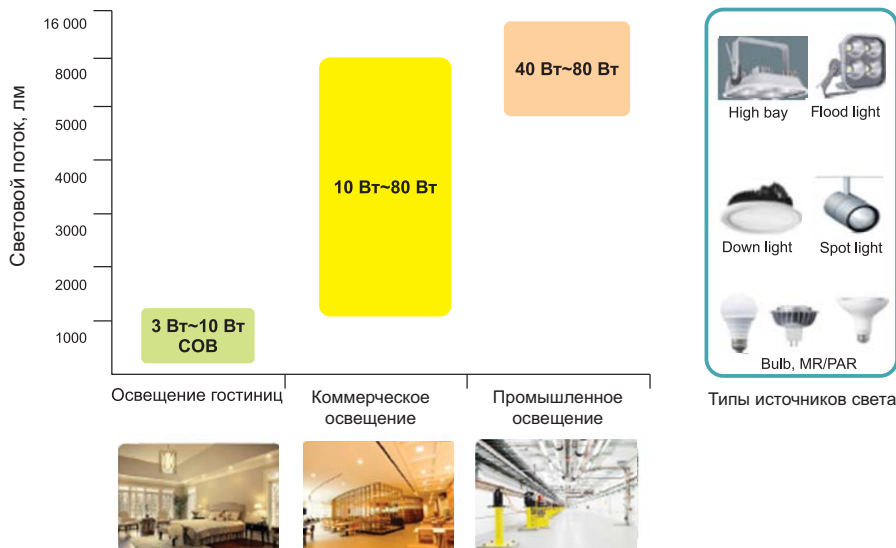 Световой поток, лм
16 000
8000
5000
4000
3000
2000
1000
40 Вт~80 Вт
10 Вт~80 Вт
3 Вт~10 Вт
COB
Освещение гостиниц
Коммерческое
освещение
Промышленное
освещение
High bay
Flood light
Down light
Spot light
Bulb, MR/PAR
Типы источников света